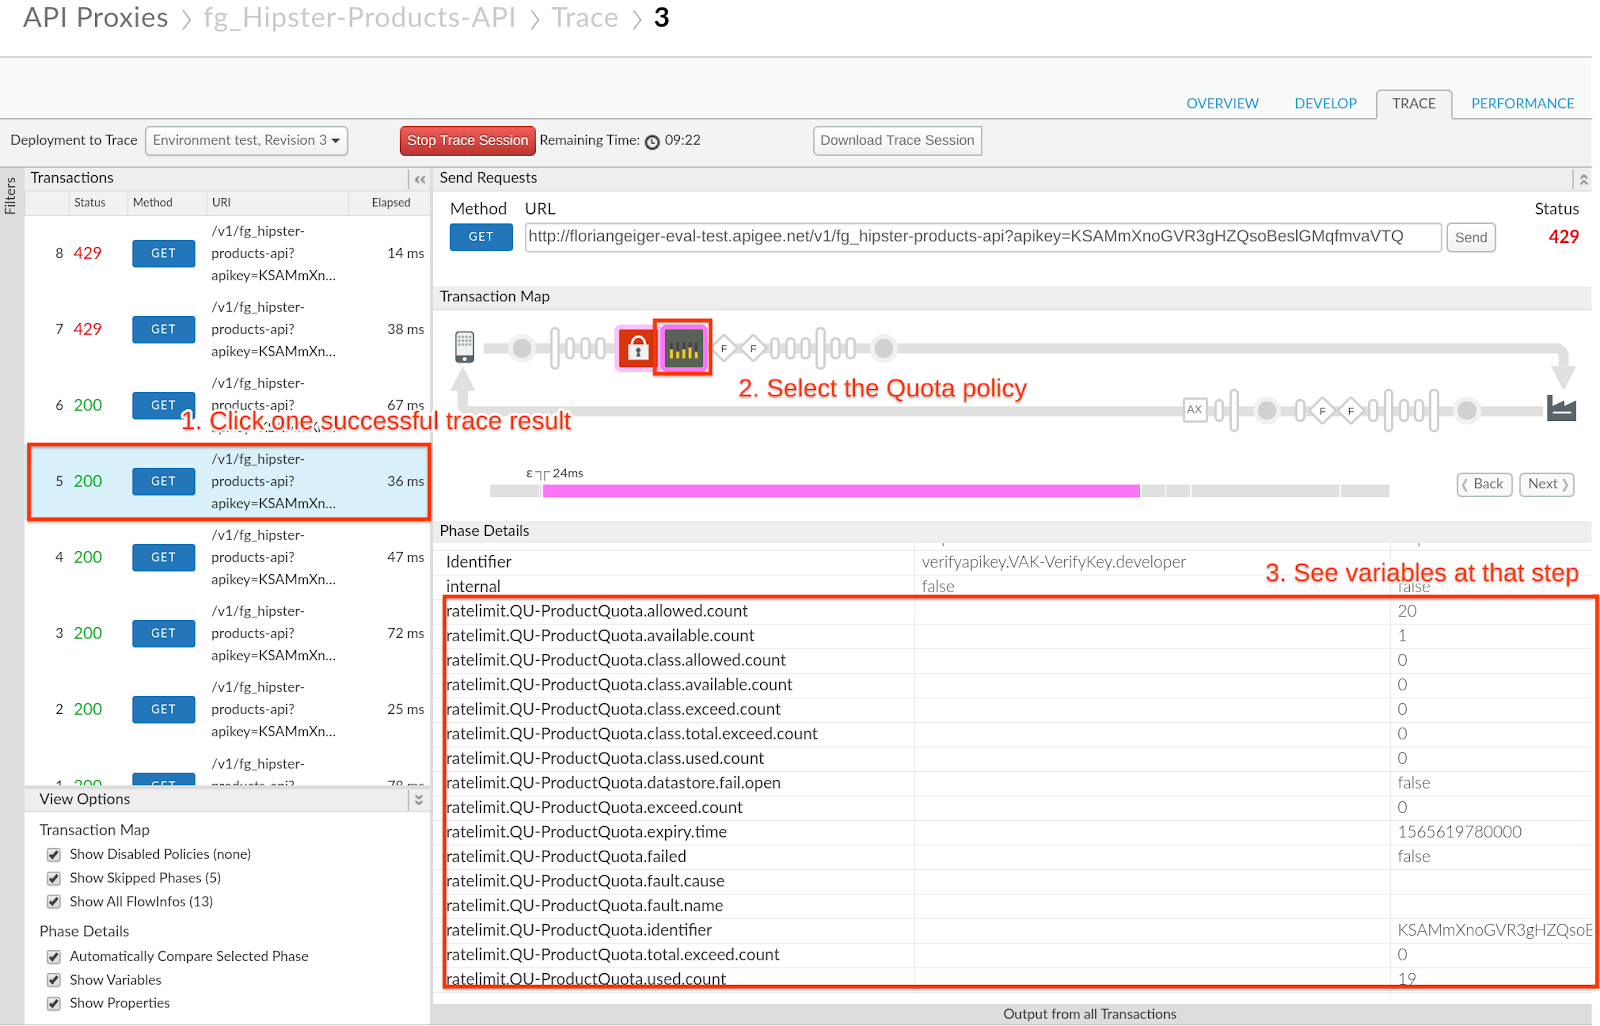 API Proxies > fg_Hipster-Products-API > Trace > 3
OVERVIEW DEVELOP TRACE PERFORMANCE
Deployment to Trace Environment test, Revision 3 Stop Trace Session Remaining Time: 09:22 Download Trace Session
Filters
Transactions «
Status Method URI Elapsed
8 429 GET /v1/fg_hipster-
products-api?
apikey=KSAMmXn... 14 ms
7 429 GET /v1/fg_hipster-
products-api?
apikey=KSAMmXn... 38 ms
6 200 GET /v1/fg_hipster-
products-api? 67 ms
1. Click one successful trace result
5 200 GET /v1/fg_hipster-
products-api?
apikey=KSAMmXn... 36 ms
4 200 GET /v1/fg_hipster-
products-api?
apikey=KSAMmXn... 47 ms
3 200 GET /v1/fg_hipster-
products-api?
apikey=KSAMmXn... 72 ms
2 200 GET /v1/fg_hipster-
products-api?
apikey=KSAMmXn... 25 ms
1 200 GET /v1/fg_hipster-
products-api? 78 ms
View Options
Transaction Map
Show Disabled Policies (none)
Show Skipped Phases (5)
Show All FlowInfos (13)
Phase Details
Automatically Compare Selected Phase
Show Variables
Show Properties
Send Requests
Method URL Status
GET http://floriangeiger-eval-test.apigee.net/v1/fg_hipster-products-api?apikey=KSAMmXnoGVR3gHZQsoBeslGMqfmvaVTQ Send 429
Transaction Map
F F
2. Select the Quota policy
AX F F
ε 24ms
Back Next
Phase Details
Identifier verifyapikey.VAK-VerifyKey.developer
3. See variables at that step
internal false false
ratelimit.QU-ProductQuota.allowed.count 20
ratelimit.QU-ProductQuota.available.count 1
ratelimit.QU-ProductQuota.class.allowed.count 0
ratelimit.QU-ProductQuota.class.available.count 0
ratelimit.QU-ProductQuota.class.exceed.count 0
ratelimit.QU-ProductQuota.class.total.exceed.count 0
ratelimit.QU-ProductQuota.class.used.count 0
ratelimit.QU-ProductQuota.datastore.fail.open false
ratelimit.QU-ProductQuota.exceed.count 0
ratelimit.QU-ProductQuota.expiry.time 1565619780000
ratelimit.QU-ProductQuota.failed false
ratelimit.QU-ProductQuota.fault.cause
ratelimit.QU-ProductQuota.fault.name
ratelimit.QU-ProductQuota.identifier KSAMmXnoGVR3gHZQsoB
ratelimit.QU-ProductQuota.total.exceed.count 0
ratelimit.QU-ProductQuota.used.count 19
Output from all Transactions